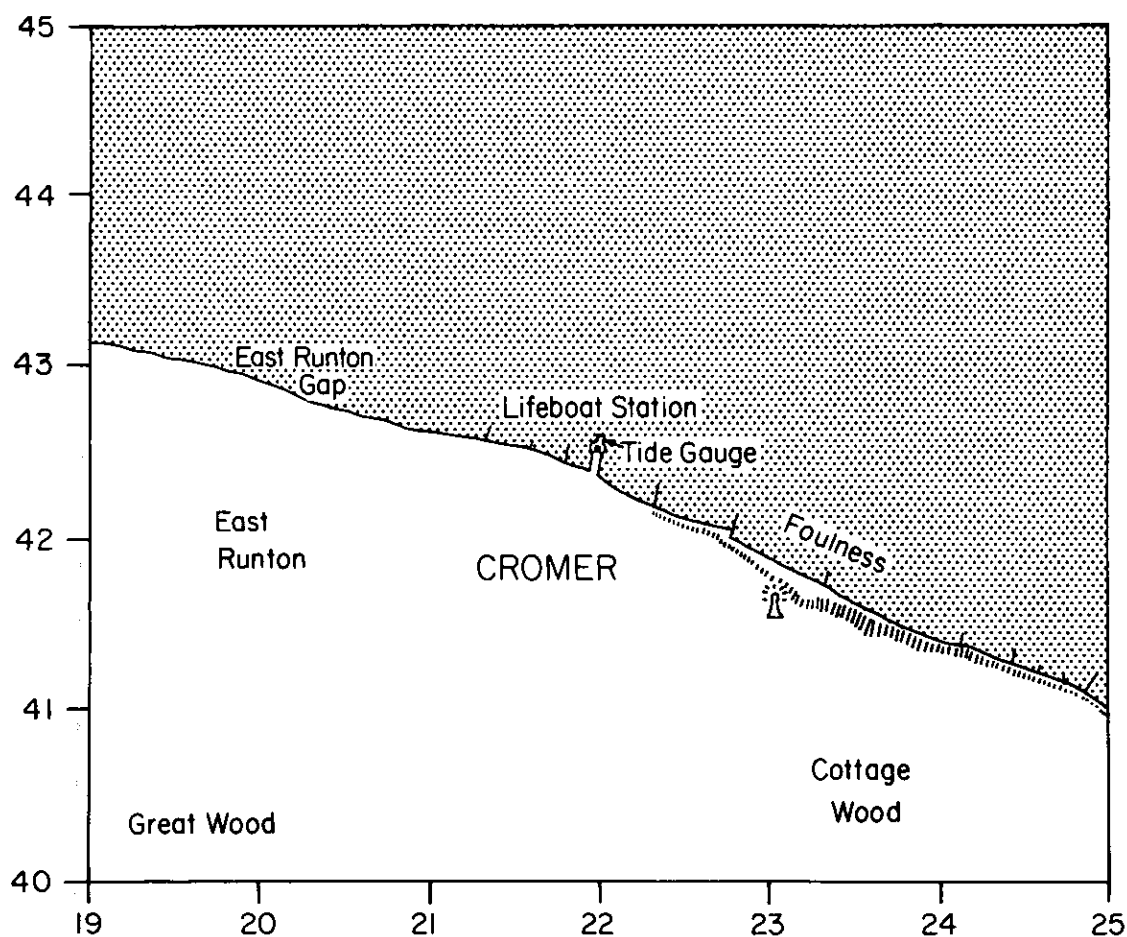 45
44
43
East Runton
Gap
Lifeboat Station
Tide Gauge
42
East
Runton
CROMER
Foulness
41
Cottage
Wood
Great Wood
40
19 20 21 22 23 24 25